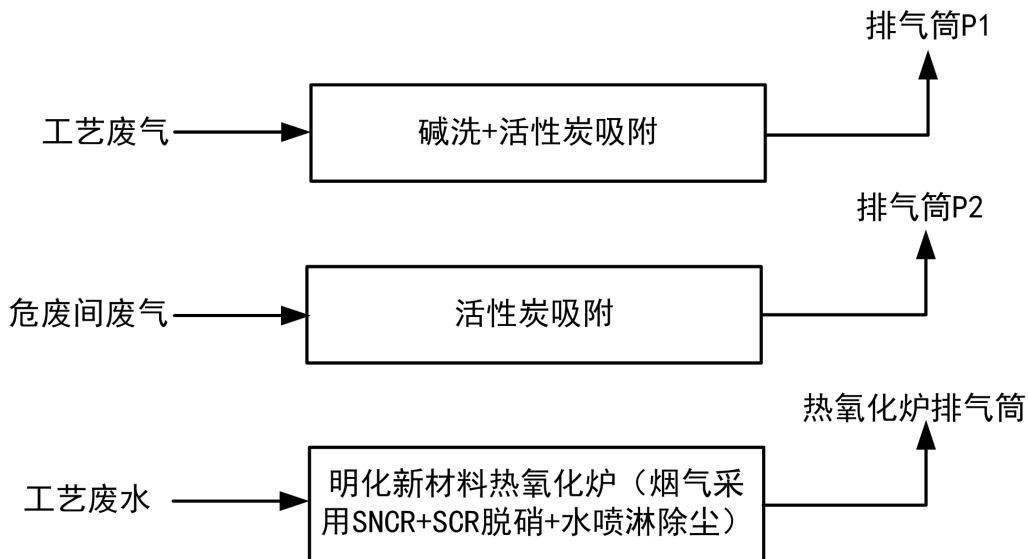 排气筒P1
工艺废气
碱洗+活性炭吸附
排气筒P2
危废间废气
活性炭吸附
热氧化炉排气筒
工艺废水
明化新材料热氧化炉（烟气采
用SNCR+SCR脱硝+水喷淋除尘）